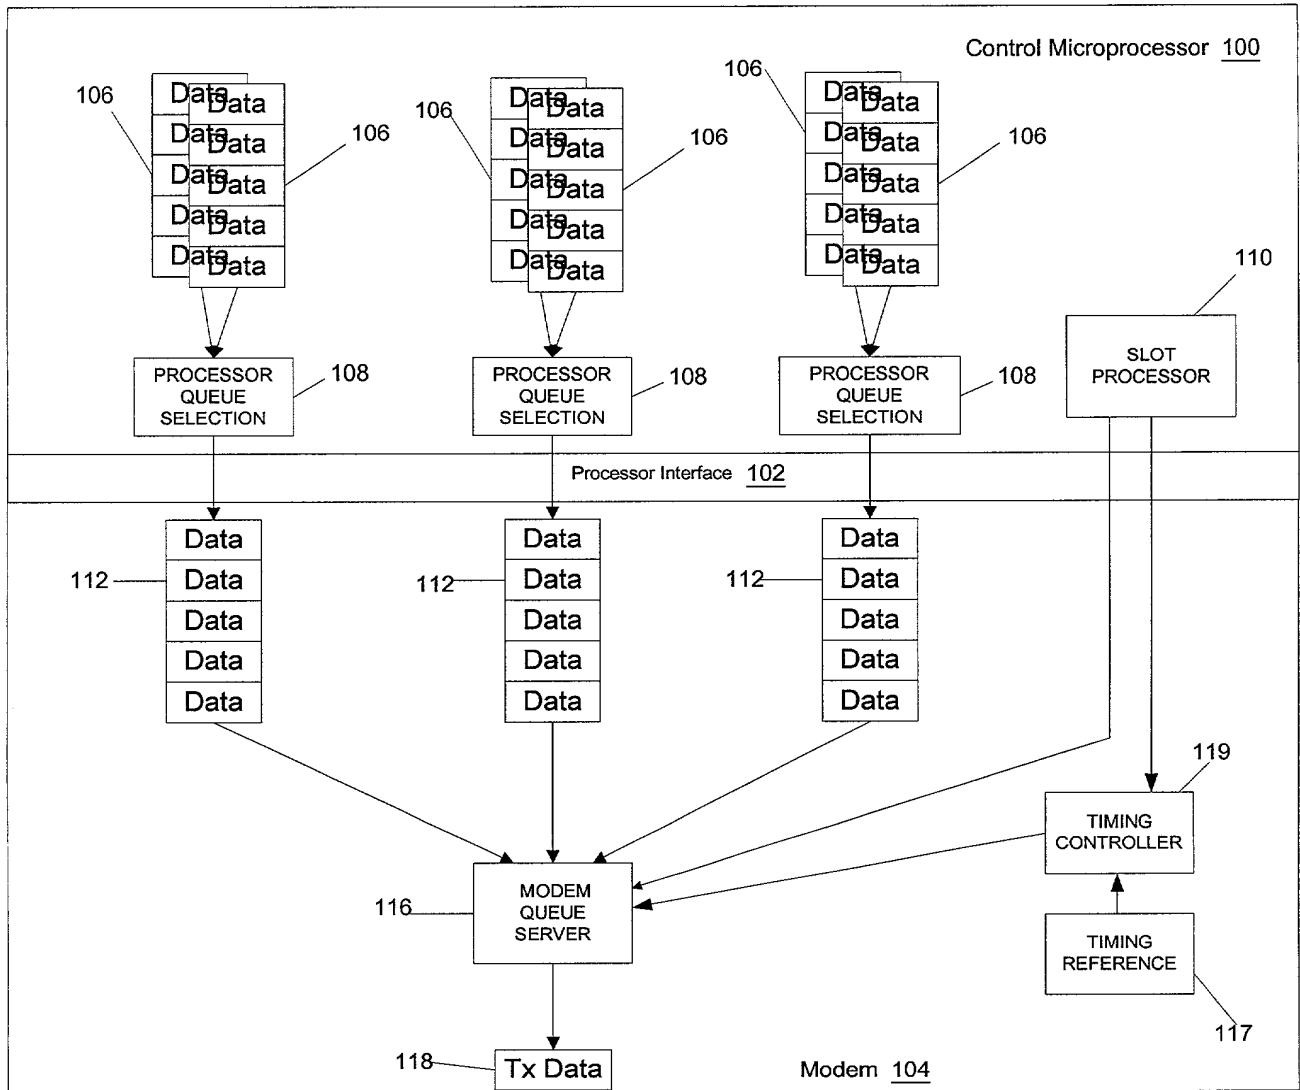 Control Microprocessor 100
106 Data Data 106 106 Data Data 106 106 Data Data 106
Data Data Data Data Data Data
Data Data Data Data Data Data
Data Data Data Data Data Data
Data Data Data Data Data Data
110
SLOT
PROCESSOR
PROCESSOR
QUEUE
SELECTION
108
PROCESSOR
QUEUE
SELECTION
108
PROCESSOR
QUEUE
SELECTION
108
Processor Interface 102
112
Data
Data
Data
Data
Data
112
Data
Data
Data
Data
Data
112
Data
Data
Data
Data
Data
119
TIMING
CONTROLLER
116
MODEM
QUEUE
SERVER
TIMING
REFERENCE
117
118
Tx Data
Modem 104